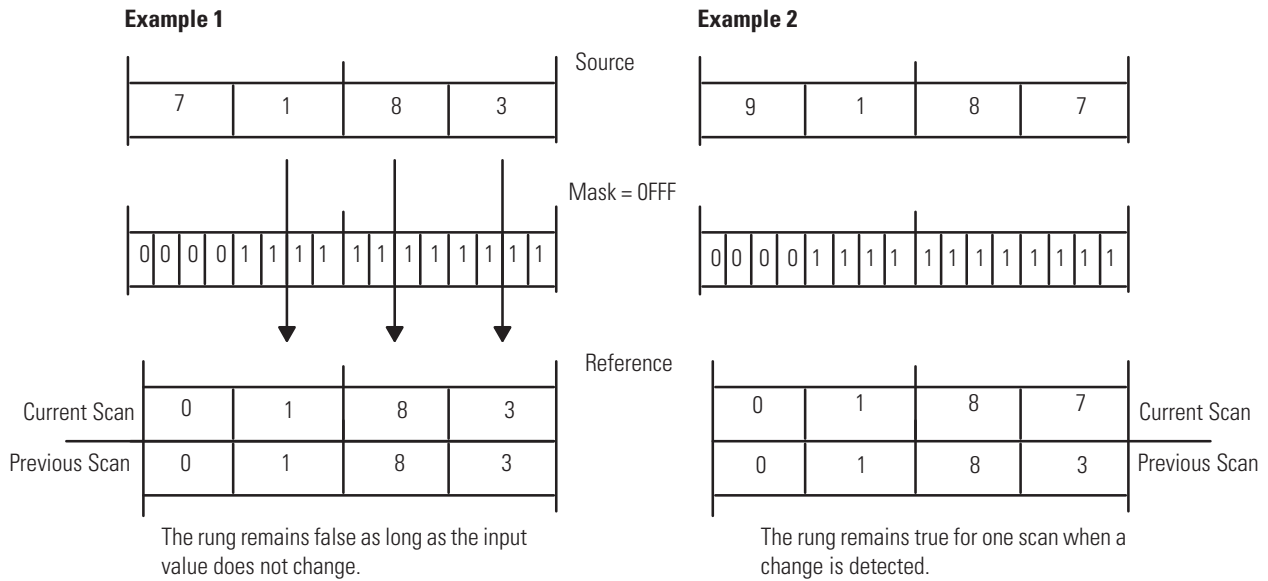 Example 1
Example 2
Source
7 1 8 3
9 1 8 7
Mask = 0FFF
0 0 0 0 1 1 1 1 1 1 1 1 1 1 1 1
0 0 0 0 1 1 1 1 1 1 1 1 1 1 1 1
Reference
Current Scan 0 1 8 3
0 1 8 7 Current Scan
Previous Scan 0 1 8 3
0 1 8 3 Previous Scan
The rung remains false as long as the input
value does not change.
The rung remains true for one scan when a
change is detected.